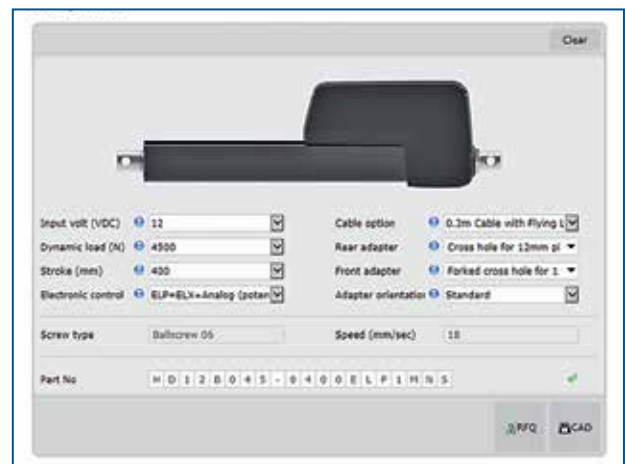 Clear
Input volt (VDC) 12 Cable option 0.3m Cable with Flying L
Dynamic load (N) 4500 Rear adapter Cross hole for 12mm pi
Stroke (mm) 400 Front adapter Forked cross hole for 1
Electronic control ELP=ELX+Analog (poten Adapter orientation Standard
Screw type Ballscrew 05 Speed (mm/sec) 18
Part No H D 1 2 B 0 4 5 - 0 4 0 0 E L P 1 M N S
RFQ CAD